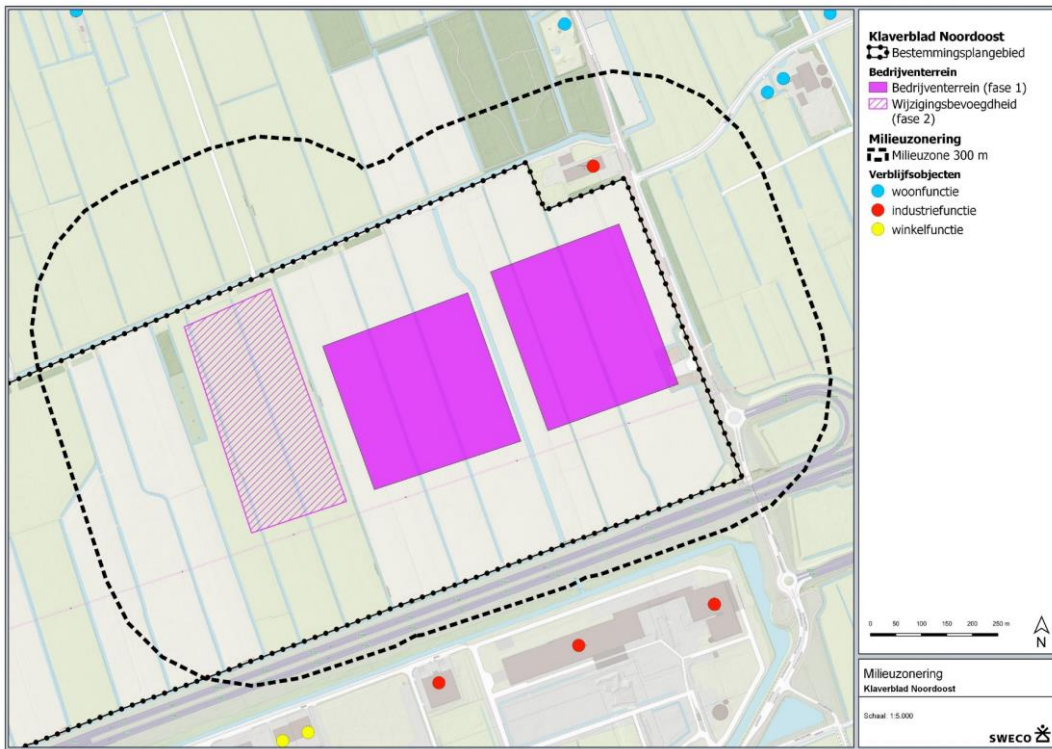 Klaverblad Noordoost
Bestemmingsplangebied
Bedrijventerrein
Bedrijventerrein (fase 1)
Wijzigingsbevoegdheid
(fase 2)
Milieuzonering
Milieuzone 300 m
Verblijfsobjecten
woonfunctie
industriefunctie
winkelfunctie
0 50 100 150 200 250 m
N
Milieuzonering
Klaverblad Noordoost
Schaal: 1:5.000
SWECO